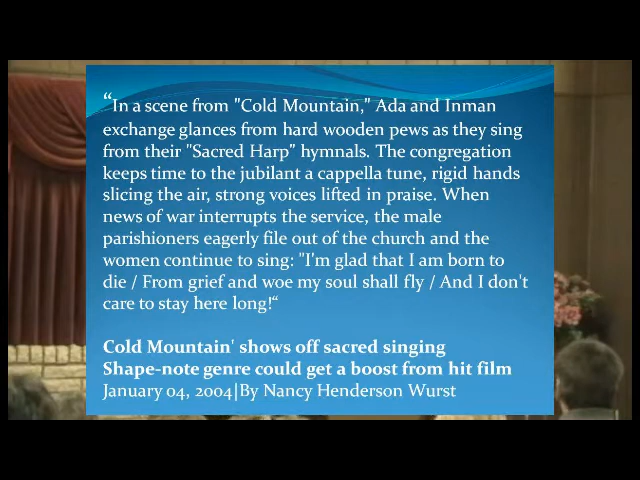 “In a scene from "Cold Mountain," Ada and Inman
exchange glances from hard wooden pews as they sing
from their "Sacred Harp" hymnals. The congregation
keeps time to the jubilant a cappella tune, rigid hands
slicing the air, strong voices lifted in praise. When
news of war interrupts the service, the male
parishioners eagerly file out of the church and the
women continue to sing: "I'm glad that I am born to
die / From grief and woe my soul shall fly / And I don't
care to stay here long!“
Cold Mountain' shows off sacred singing
Shape-note genre could get a boost from hit film
January 04, 2004|By Nancy Henderson Wurst